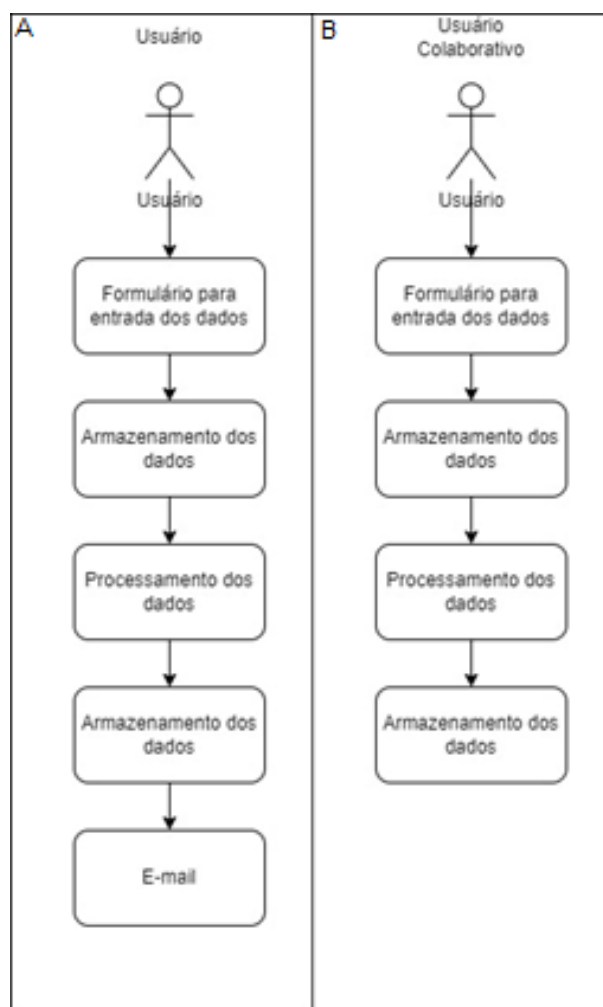 A
Usuário
Usuário
Formulário para
entrada dos dados
Armazenamento dos
dados
Processamento dos
dados
Armazenamento dos
dados
E-mail
B
Usuário
Colaborativo
Usuário
Formulário para
entrada dos dados
Armazenamento dos
dados
Processamento dos
dados
Armazenamento dos
dados